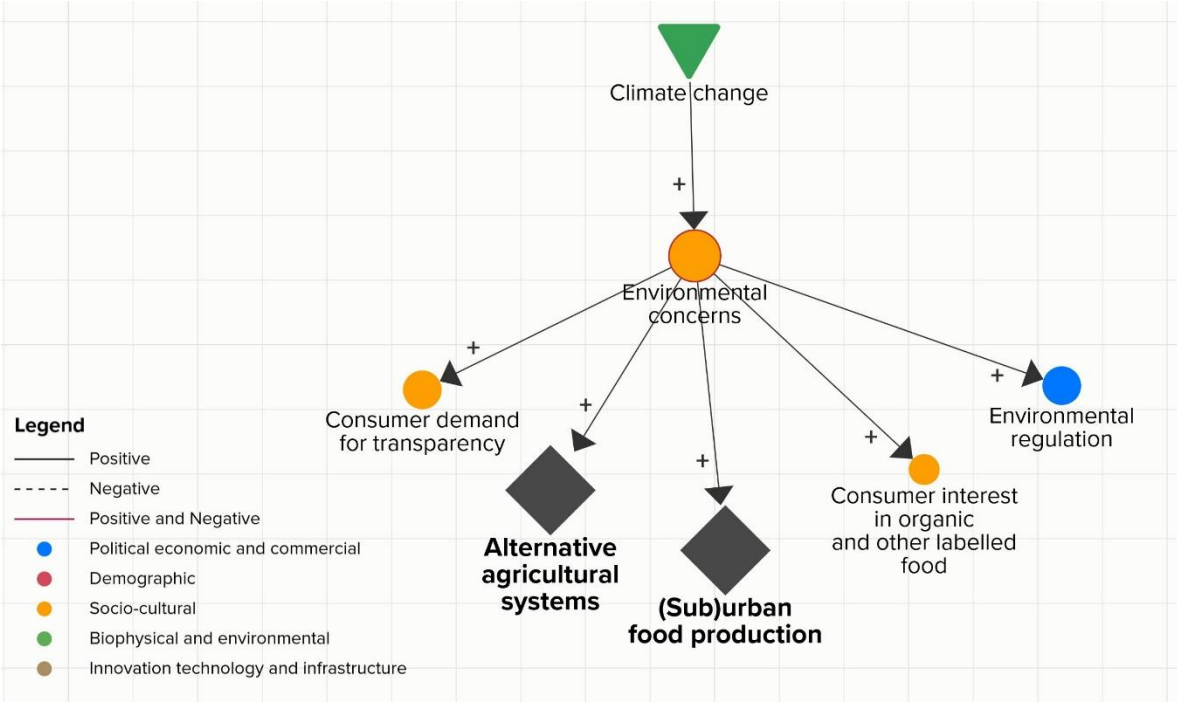 Climate change
+
Environmental
concerns
+
Consumer demand
for transparency
+
Alternative
agricultural
systems
+
(Sub)urban
food production
+
Consumer interest
in organic
and other labelled
food
+
Environmental
regulation
Legend
Positive
Negative
Positive and Negative
Political economic and commercial
Demographic
Socio-cultural
Biophysical and environmental
Innovation technology and infrastructure